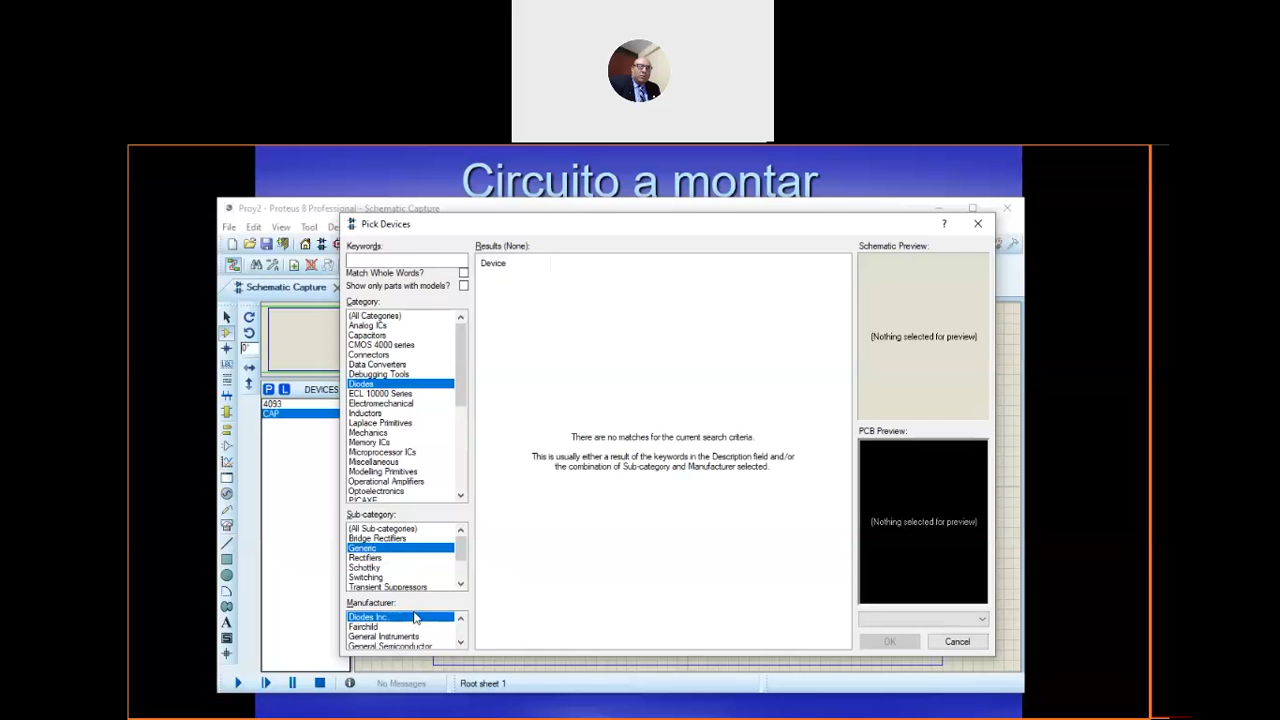 Circuito a montar
Proy2 - Proteus 8 Professional - Schematic Capture
File Edit View Tool
Pick Devices
?
Keywords:
Match Whole Words?
Show only parts with models?
Category:
(All Categories)
Analog ICs
Capacitors
CMOS 4000 series
Connectors
Data Converters
Debugging Tools
Diodes
ECL 10000 Series
Electromechanical
Inductors
Laplace Primitives
Mechanics
Memory ICs
Microprocessor ICs
Miscellaneous
Modelling Primitives
Operational Amplifiers
Optoelectronics
PICAXE
Sub-category:
(All Sub-categories)
Bridge Rectifiers
Generic
Rectifiers
Schottky
Switching
Transient Suppressors
Manufacturer:
Diodes Inc.
Fairchild
General Instruments
General Semiconductor
Results (None):
Device
There are no matches for the current search criteria.
This is usually either a result of the keywords in the Description field and/or
the combination of Sub-category and Manufacturer selected.
Schematic Preview:
(Nothing selected for preview)
PCB Preview:
(Nothing selected for preview)
OK Cancel
Schematic Capture
0°
P L DEVICES
4093
CAP
No Messages
Root sheet 1